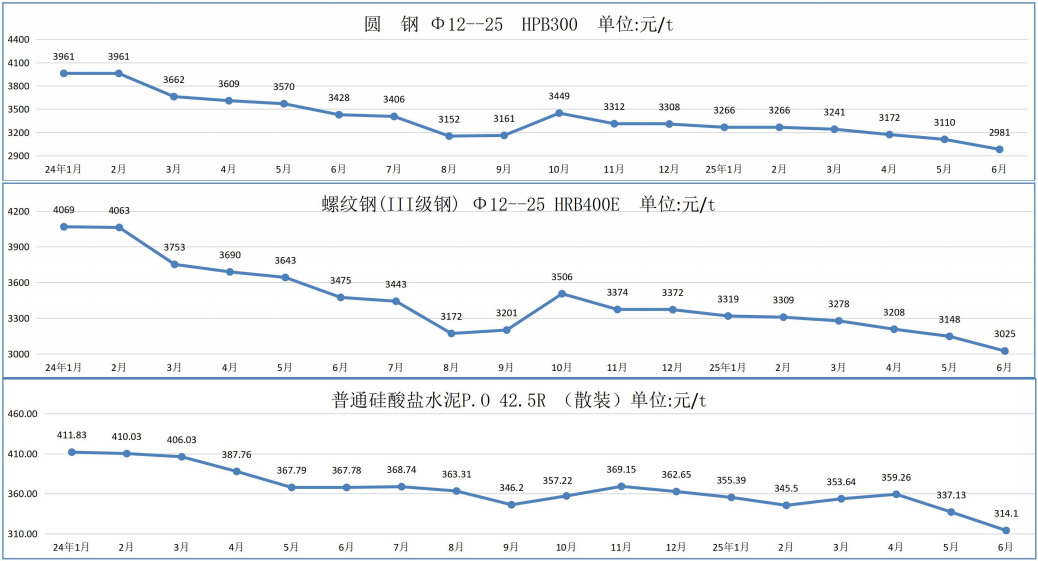 圆 钢 Φ12--25 HPB300 单位:元/t
4400
4100
3800
3500
3200
2900
3961 3961 3662 3609 3570 3428 3406 3152 3161 3449 3312 3308 3266 3266 3241 3172 3110 2981
24年1月 2月 3月 4月 5月 6月 7月 8月 9月 10月 11月 12月 25年1月 2月 3月 4月 5月 6月
螺纹钢(III级钢) Φ12--25 HRB400E 单位:元/t
4200
3900
3600
3300
3000
4069 4063 3753 3690 3643 3475 3443 3172 3201 3506 3374 3372 3319 3309 3278 3208 3148 3025
24年1月 2月 3月 4月 5月 6月 7月 8月 9月 10月 11月 12月 25年1月 2月 3月 4月 5月 6月
普通硅酸盐水泥P.O 42.5R （散装）单位:元/t
460.00
410.00
360.00
310.00
411.83 410.03 406.03 387.76 367.79 367.78 368.74 363.31 346.2 357.22 369.15 362.65 355.39 345.5 353.64 359.26 337.13 314.1
24年1月 2月 3月 4月 5月 6月 7月 8月 9月 10月 11月 12月 25年1月 2月 3月 4月 5月 6月